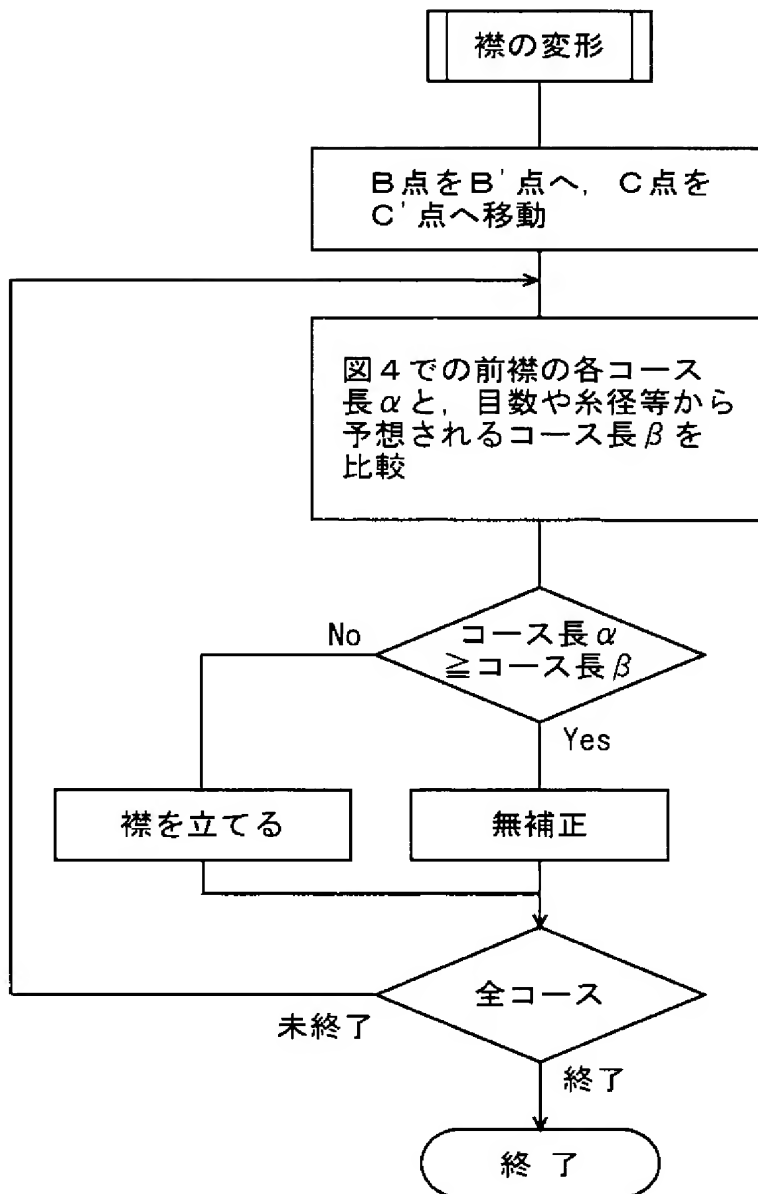 襟の変形
B点をB'点へ，C点を
C'点へ移動
図４での前襟の各コース
長αと，目数や糸径等から
予想されるコース長βを
比較
コース長α
≧コース長β
No
Yes
襟を立てる
無補正
全コース
未終了
終了
終 了